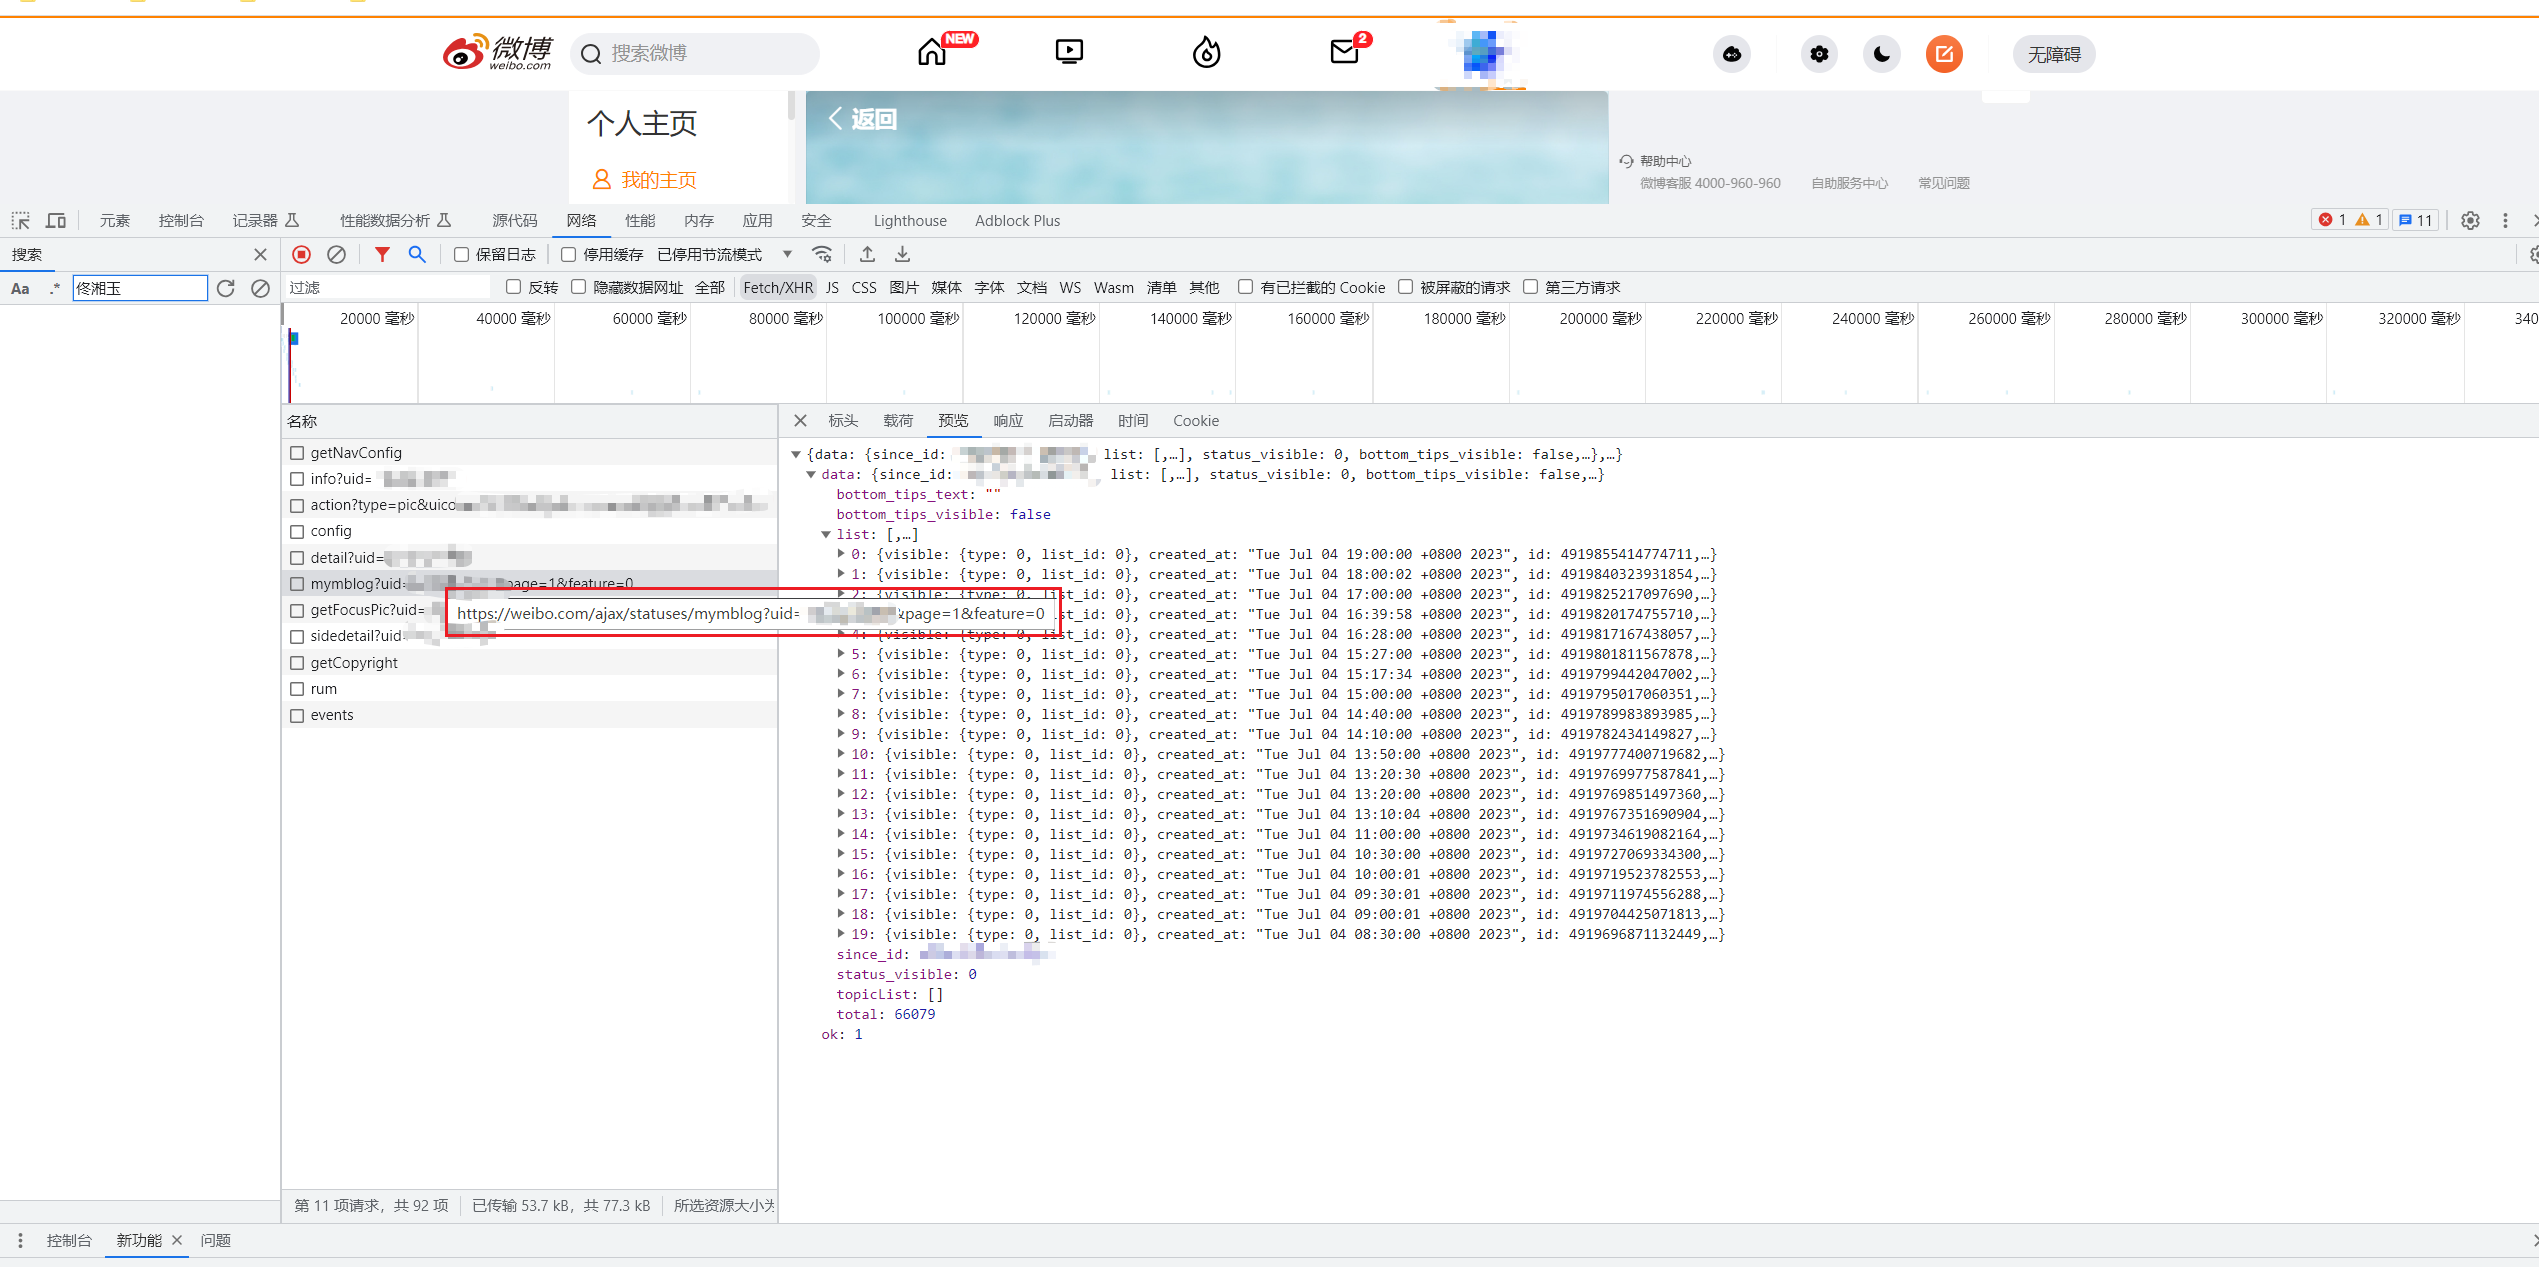 微博 weibo.com 搜索微博 NEW 2 无障碍
个人主页
返回
我的主页
帮助中心
微博客服 4000-960-960 自助服务中心 常见问题
元素 控制台 记录器 性能数据分析 源代码 网络 性能 内存 应用 安全 Lighthouse Adblock Plus 1 1 11
搜索 保留日志 停用缓存 已停用节流模式
Aa .* 佟湘玉 过滤 反转 隐藏数据网址 全部 Fetch/XHR JS CSS 图片 媒体 字体 文档 WS Wasm 清单 其他 有已拦截的 Cookie 被屏蔽的请求 第三方请求
20000 毫秒 40000 毫秒 60000 毫秒 80000 毫秒 100000 毫秒 120000 毫秒 140000 毫秒 160000 毫秒 180000 毫秒 200000 毫秒 220000 毫秒 240000 毫秒 260000 毫秒 280000 毫秒 300000 毫秒 320000 毫秒 340
名称
getNavConfig
info?uid=
action?type=pic&uico
config
detail?uid=
mymblog?uid= page=1&feature=0
getFocusPic?uid=
sidedetail?uid=
getCopyright
rum
events
https://weibo.com/ajax/statuses/mymblog?uid= &page=1&feature=0
标头 载荷 预览 响应 启动器 时间 Cookie
{data: {since_id: list: [,…], status_visible: 0, bottom_tips_visible: false,…},…}
data: {since_id: , list: [,…], status_visible: 0, bottom_tips_visible: false,…}
bottom_tips_text: ""
bottom_tips_visible: false
list: [,…]
0: {visible: {type: 0, list_id: 0}, created_at: "Tue Jul 04 19:00:00 +0800 2023", id: 4919855414774711,…}
1: {visible: {type: 0, list_id: 0}, created_at: "Tue Jul 04 18:00:02 +0800 2023", id: 4919840323931854,…}
2: {visible: {type: 0, list_id: 0}, created_at: "Tue Jul 04 17:00:00 +0800 2023", id: 4919825217097690,…}
st: "Tue Jul 04 16:39:58 +0800 2023", id: 4919820174755710,…}
4: {visible: {type: 0, list_id: 0}, created_at: "Tue Jul 04 16:28:00 +0800 2023", id: 4919817167438057,…}
5: {visible: {type: 0, list_id: 0}, created_at: "Tue Jul 04 15:27:00 +0800 2023", id: 4919801811567878,…}
6: {visible: {type: 0, list_id: 0}, created_at: "Tue Jul 04 15:17:34 +0800 2023", id: 4919799442047002,…}
7: {visible: {type: 0, list_id: 0}, created_at: "Tue Jul 04 15:00:00 +0800 2023", id: 4919795017060351,…}
8: {visible: {type: 0, list_id: 0}, created_at: "Tue Jul 04 14:40:00 +0800 2023", id: 4919789983893985,…}
9: {visible: {type: 0, list_id: 0}, created_at: "Tue Jul 04 14:10:00 +0800 2023", id: 4919782434149827,…}
10: {visible: {type: 0, list_id: 0}, created_at: "Tue Jul 04 13:50:00 +0800 2023", id: 4919777400719682,…}
11: {visible: {type: 0, list_id: 0}, created_at: "Tue Jul 04 13:20:30 +0800 2023", id: 4919769977587841,…}
12: {visible: {type: 0, list_id: 0}, created_at: "Tue Jul 04 13:20:00 +0800 2023", id: 4919769851497360,…}
13: {visible: {type: 0, list_id: 0}, created_at: "Tue Jul 04 13:10:04 +0800 2023", id: 4919767351690904,…}
14: {visible: {type: 0, list_id: 0}, created_at: "Tue Jul 04 11:00:00 +0800 2023", id: 4919734619082164,…}
15: {visible: {type: 0, list_id: 0}, created_at: "Tue Jul 04 10:30:00 +0800 2023", id: 4919727069334300,…}
16: {visible: {type: 0, list_id: 0}, created_at: "Tue Jul 04 10:00:01 +0800 2023", id: 4919719523782553,…}
17: {visible: {type: 0, list_id: 0}, created_at: "Tue Jul 04 09:30:01 +0800 2023", id: 4919711974556288,…}
18: {visible: {type: 0, list_id: 0}, created_at: "Tue Jul 04 09:00:01 +0800 2023", id: 4919704425071813,…}
19: {visible: {type: 0, list_id: 0}, created_at: "Tue Jul 04 08:30:00 +0800 2023", id: 4919696871132449,…}
since_id:
status_visible: 0
topicList: []
total: 66079
ok: 1
第 11 项请求，共 92 项 已传输 53.7 kB，共 77.3 kB 所选资源大小为
控制台 新功能 问题